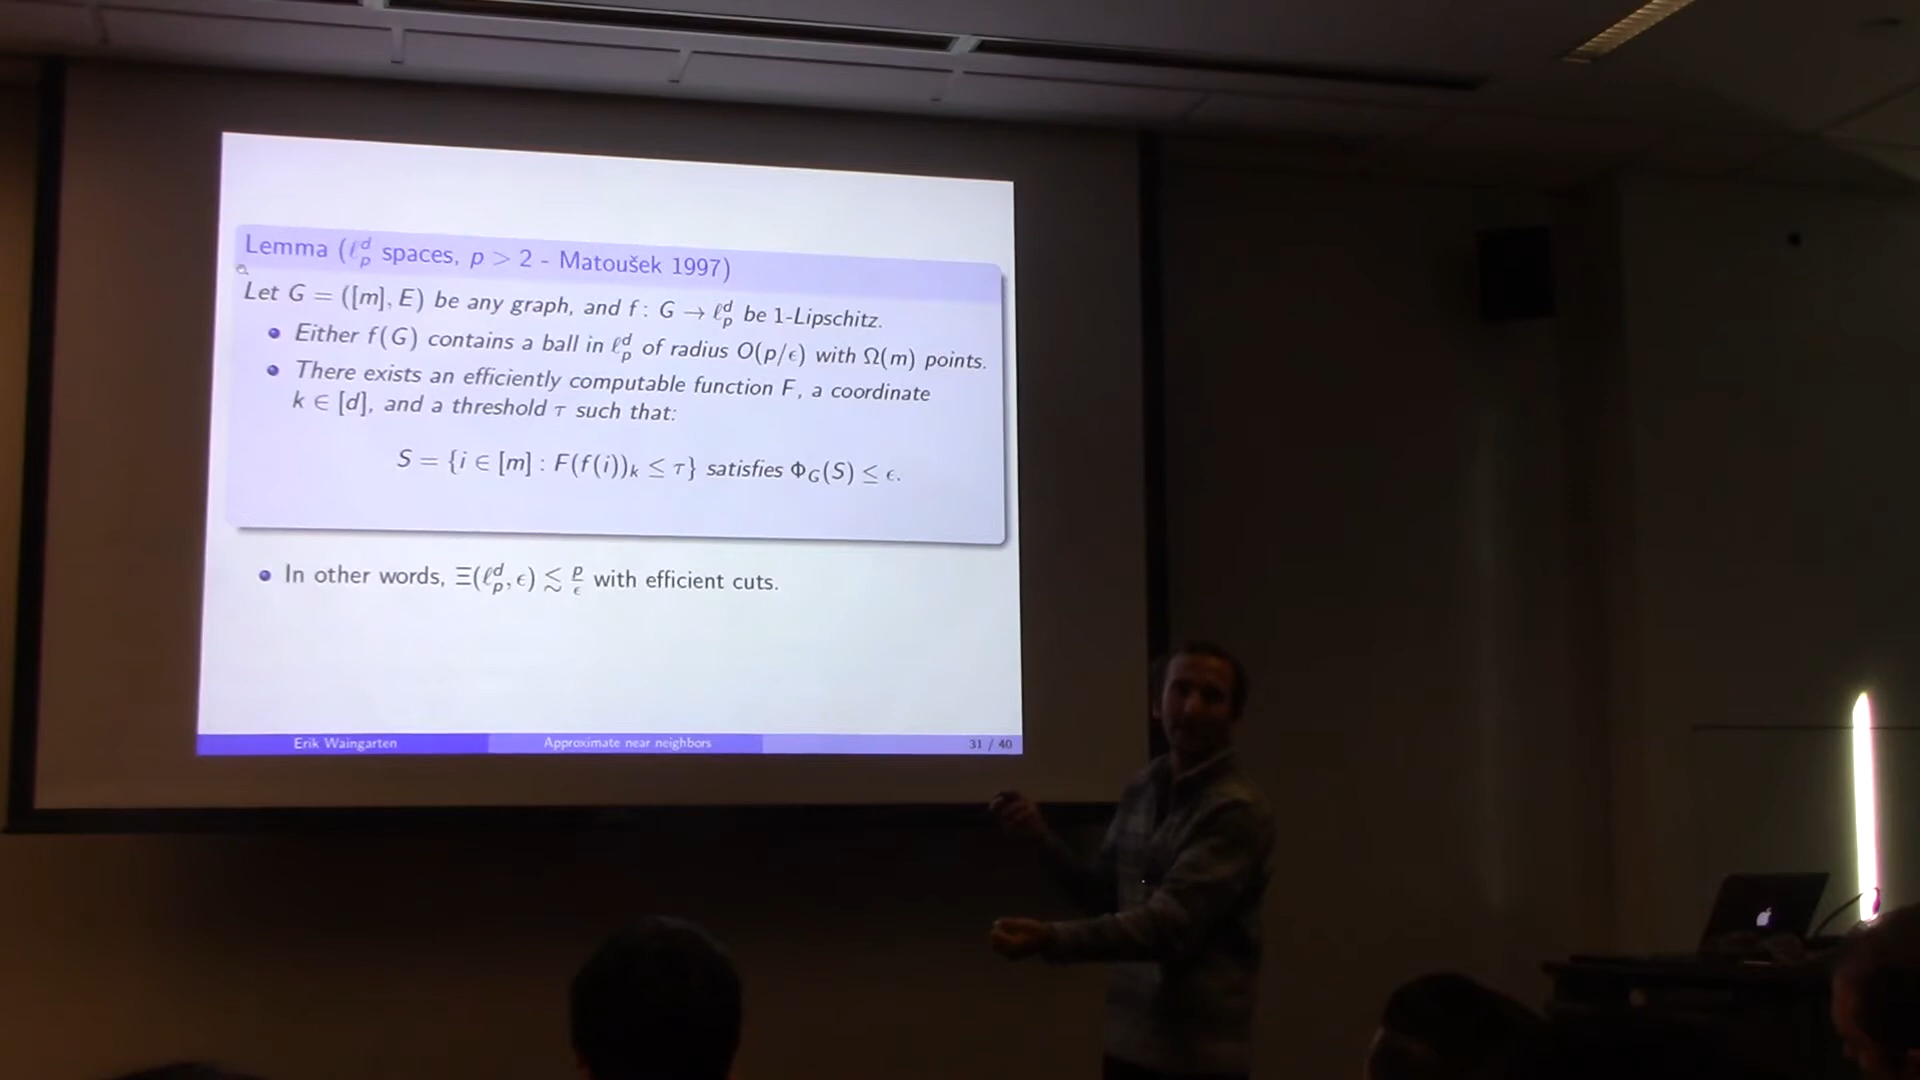 Lemma (ℓ_p^d spaces, p > 2 - Matoušek 1997)
Let G = ([m], E) be any graph, and f : G → ℓ_p^d be 1-Lipschitz.
• Either f(G) contains a ball in ℓ_p^d of radius O(p/ϵ) with Ω(m) points.
• There exists an efficiently computable function F, a coordinate
k ∈ [d], and a threshold τ such that:
S = {i ∈ [m] : F(f(i))_k ≤ τ} satisfies Φ_G(S) ≤ ϵ.
• In other words, Ξ(ℓ_p^d, ϵ) ≲ p/ϵ with efficient cuts.
Erik Waingarten Approximate near neighbors 31 / 40